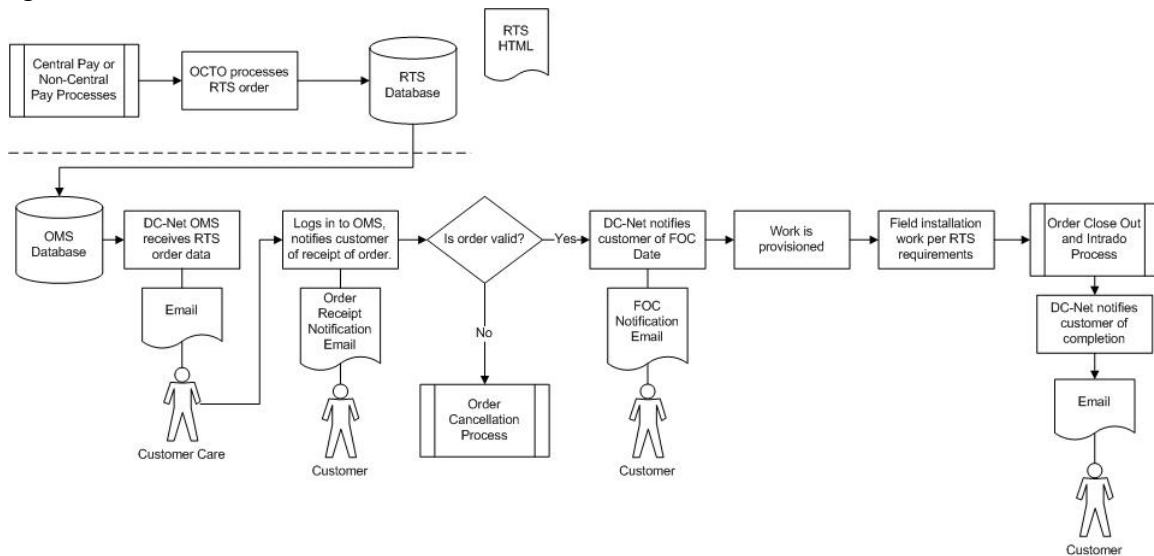 Central Pay or
Non-Central
Pay Processes
OCTO processes
RTS order
RTS
Database
RTS
HTML
OMS
Database
DC-Net OMS
receives RTS
order data
Email
Customer Care
Logs in to OMS,
notifies customer
of receipt of order.
Order
Receipt
Notification
Email
Customer
Is order valid?
Yes
No
Order
Cancellation
Process
DC-Net notifies
customer of FOC
Date
FOC
Notification
Email
Customer
Work is
provisioned
Field installation
work per RTS
requirements
Order Close Out
and Intrado
Process
DC-Net notifies
customer of
completion
Email
Customer